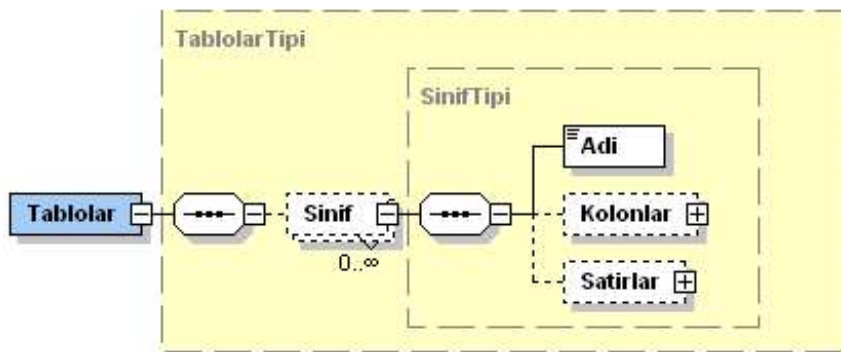 TablolarTipi
SinifTipi
Adi
Tablolar
Sinif
Kolonlar
0..∞
Satirlar